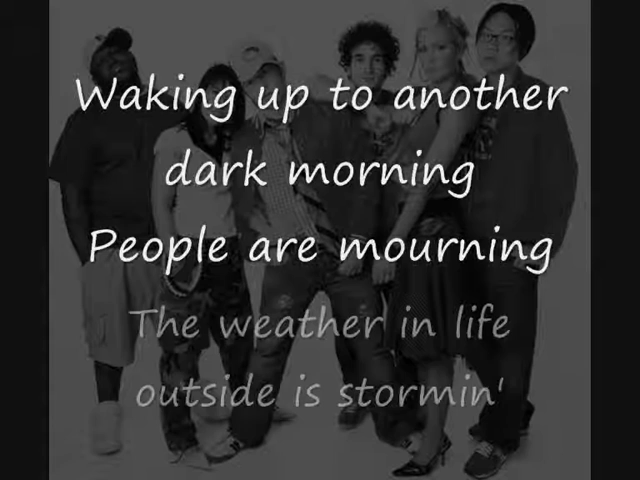 Waking up to another
dark morning
People are mourning
The weather in life
outside is stormin'